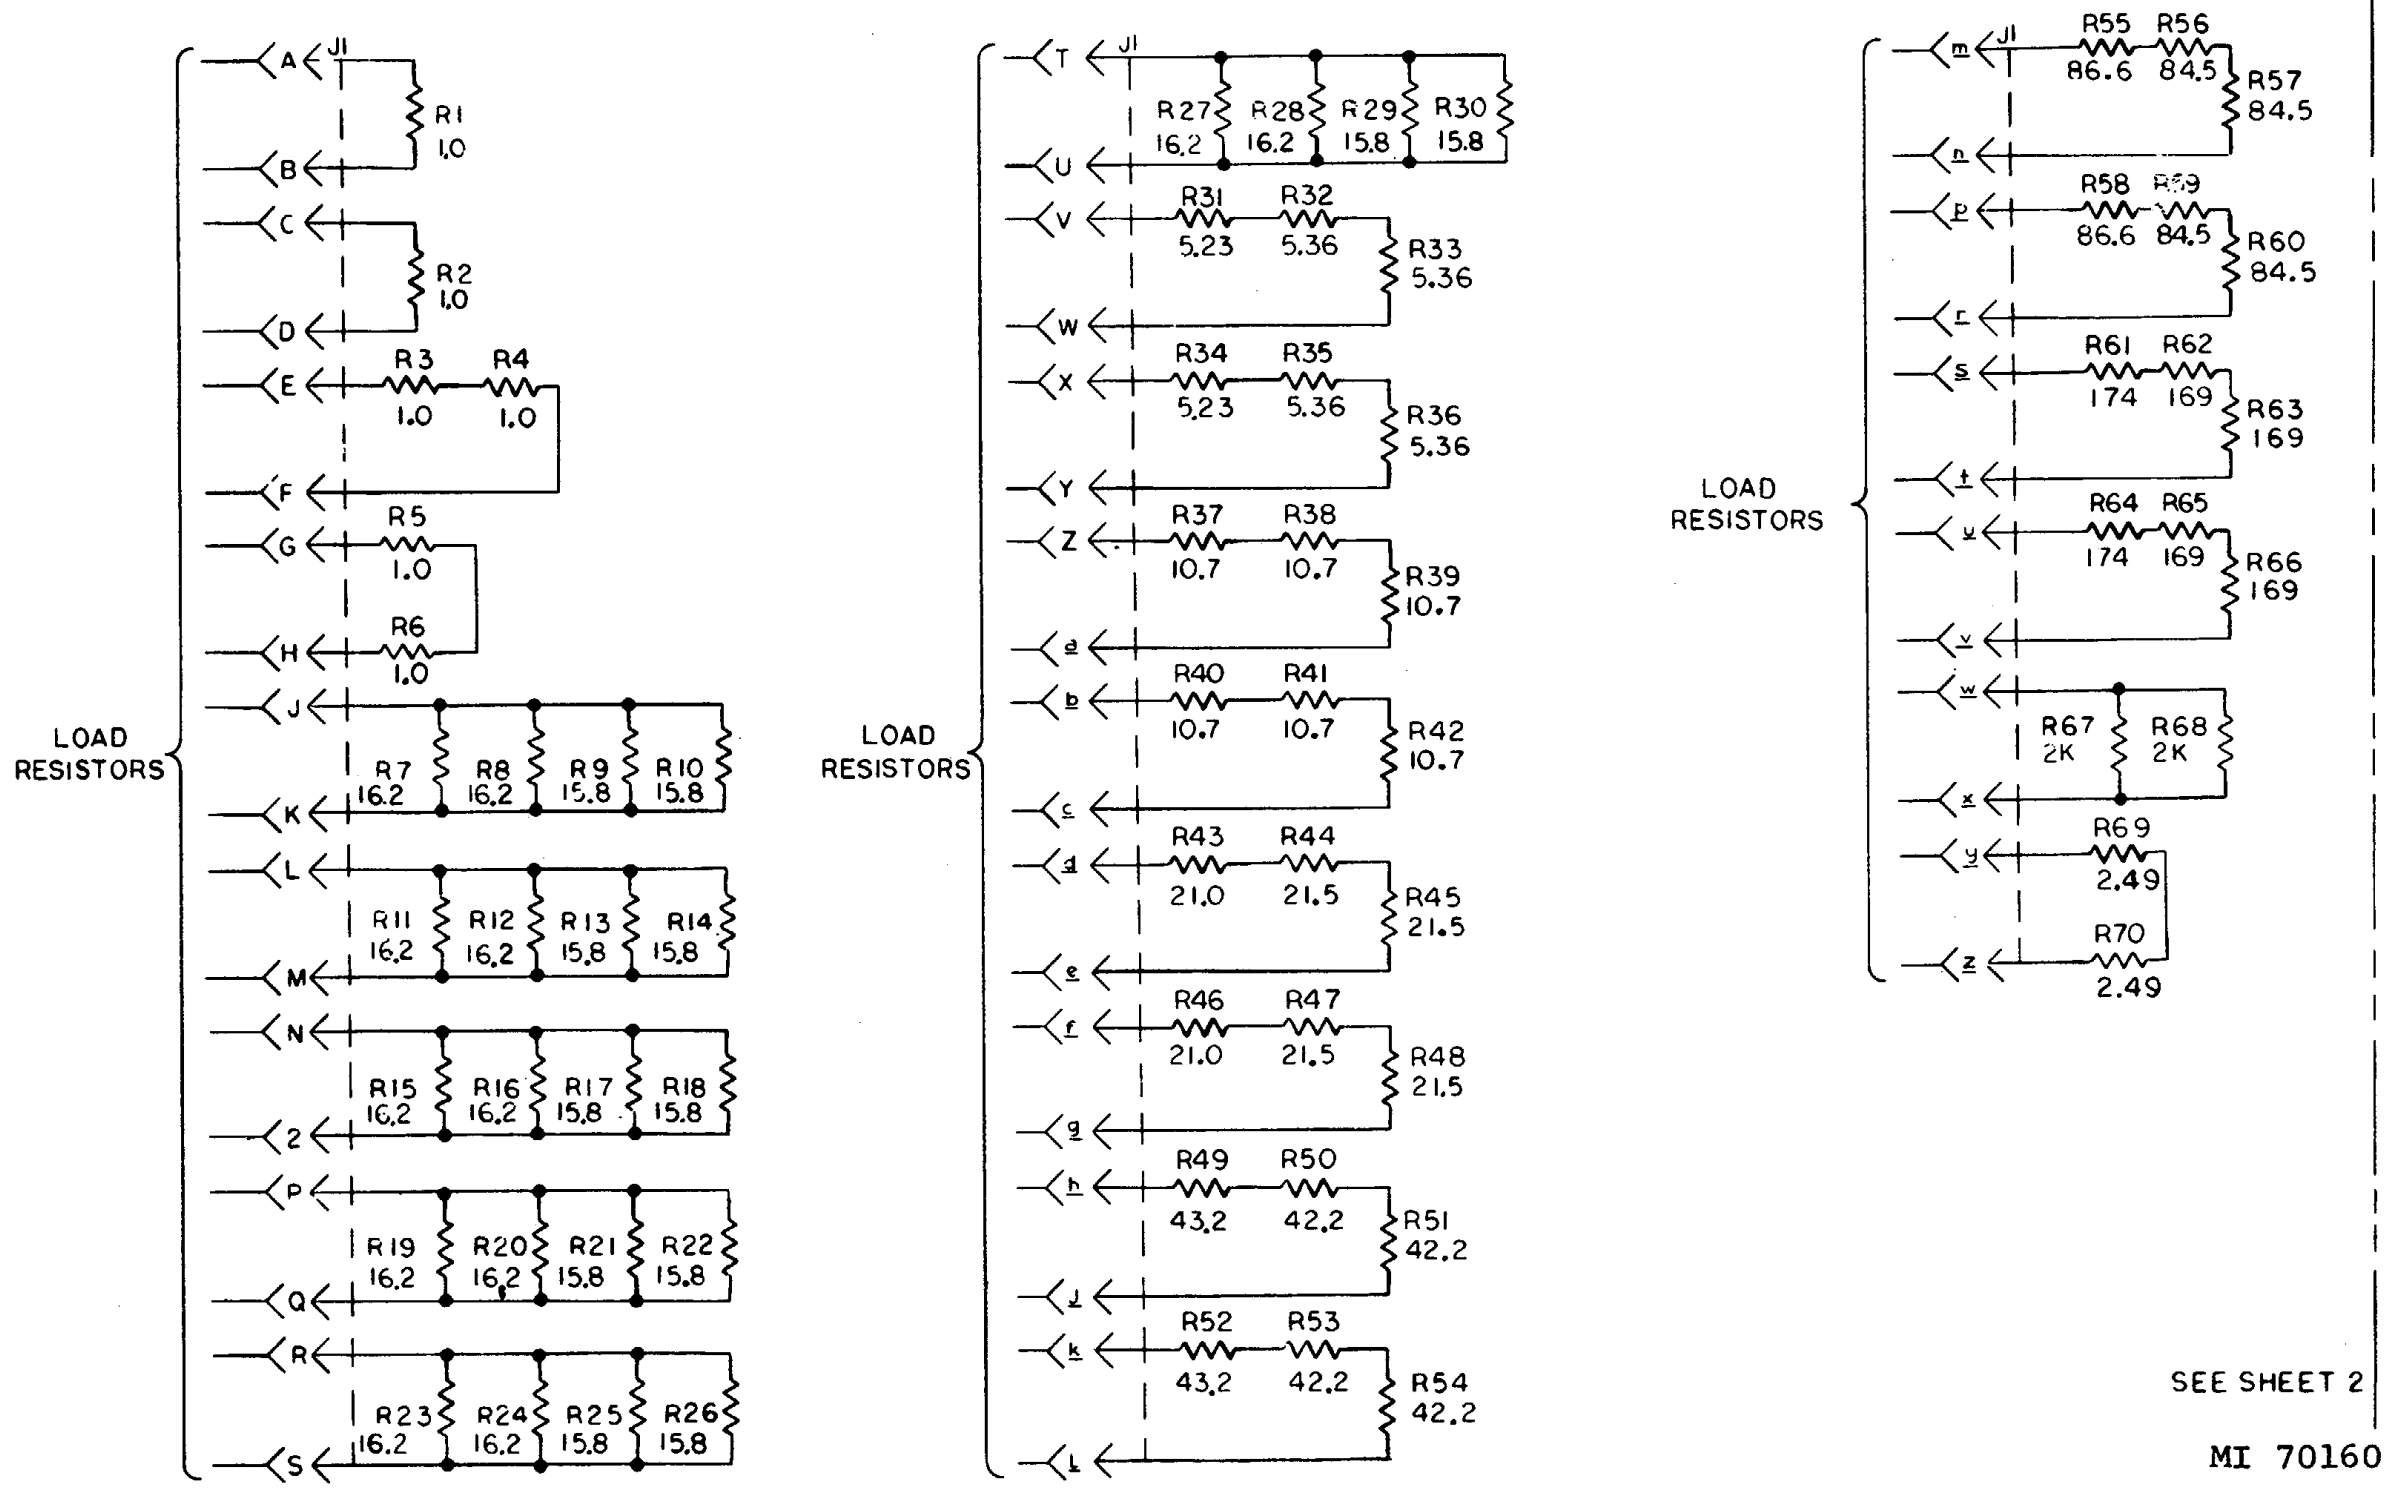 J1
A
R1
1.0
B
C
R2
1.0
D
R3 R4
E
1.0 1.0
F
R5
G
1.0
R6
H
1.0
J
LOAD
RESISTORS
R7 R8 R9 R10
16.2 16.2 15.8 15.8
K
L
R11 R12 R13 R14
16.2 16.2 15.8 15.8
M
N
R15 R16 R17 R18
16.2 16.2 15.8 15.8
2
P
R19 R20 R21 R22
16.2 16.2 15.8 15.8
Q
R
R23 R24 R25 R26
16.2 16.2 15.8 15.8
S
J1
T
R27 R28 R29 R30
16.2 16.2 15.8 15.8
U
R31 R32
V
5.23 5.36
R33
5.36
W
R34 R35
X
5.23 5.36
R36
5.36
Y
R37 R38
Z
10.7 10.7
R39
10.7
a
R40 R41
b
10.7 10.7
R42
10.7
LOAD
RESISTORS
c
R43 R44
d
21.0 21.5
R45
21.5
e
R46 R47
f
21.0 21.5
R48
21.5
g
R49 R50
h
43.2 42.2
R51
42.2
j
R52 R53
k
43.2 42.2
R54
42.2
l
R55 R56
J1
m
86.6 84.5
R57
84.5
n
R58 R59
p
86.6 84.5
R60
84.5
r
R61 R62
s
174 169
R63
169
t
LOAD
RESISTORS
R64 R65
u
174 169
R66
169
v
w
R67 R68
2K 2K
x
R69
y
2.49
R70
z
2.49
SEE SHEET 2
MI 70160